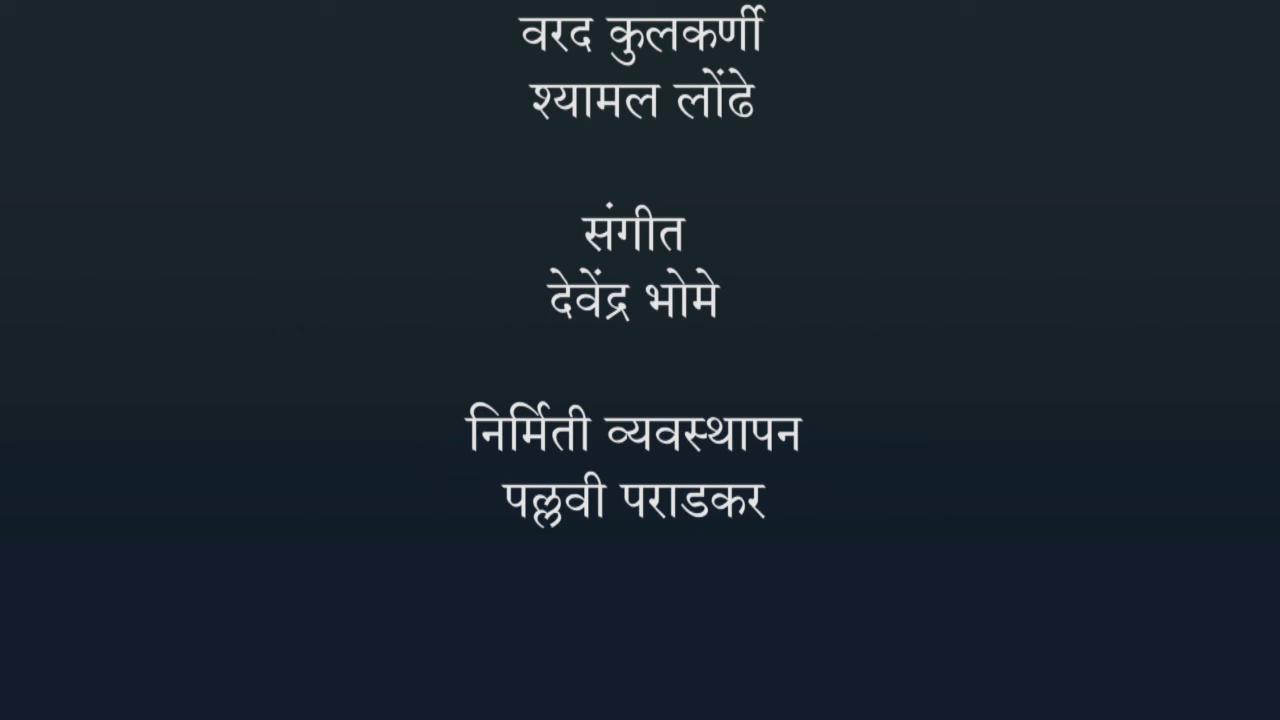 वरद कुलकर्णी
श्यामल लोंढे
संगीत
देवेंद्र भोमे
निर्मिती व्यवस्थापन
पल्लवी पराडकर